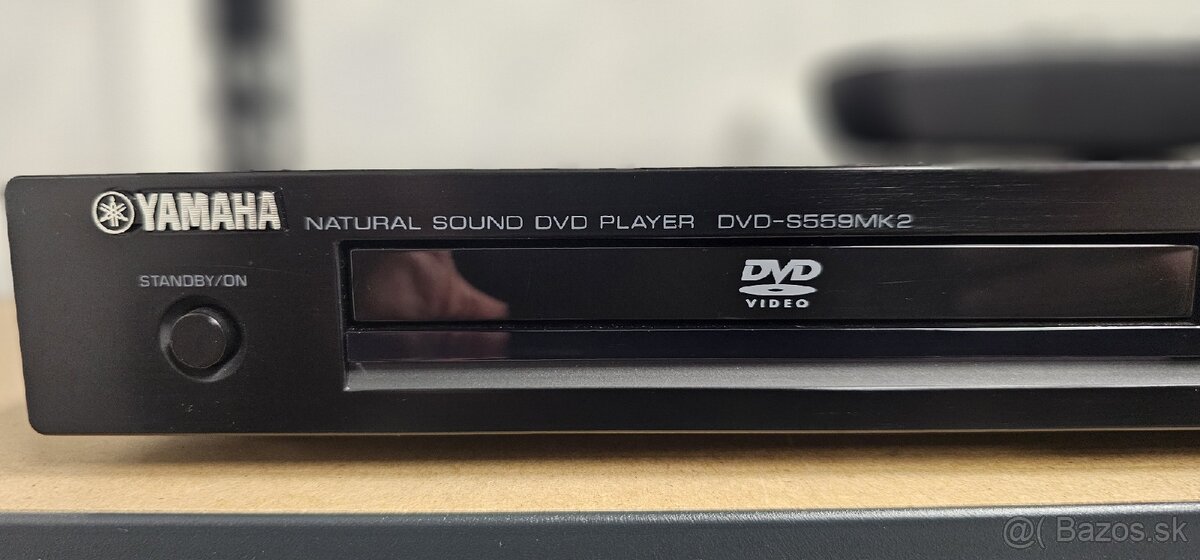 YAMAHA NATURAL SOUND DVD PLAYER DVD-S559MK2
STANDBY/ON
DVD
VIDEO
@( Bazos.sk